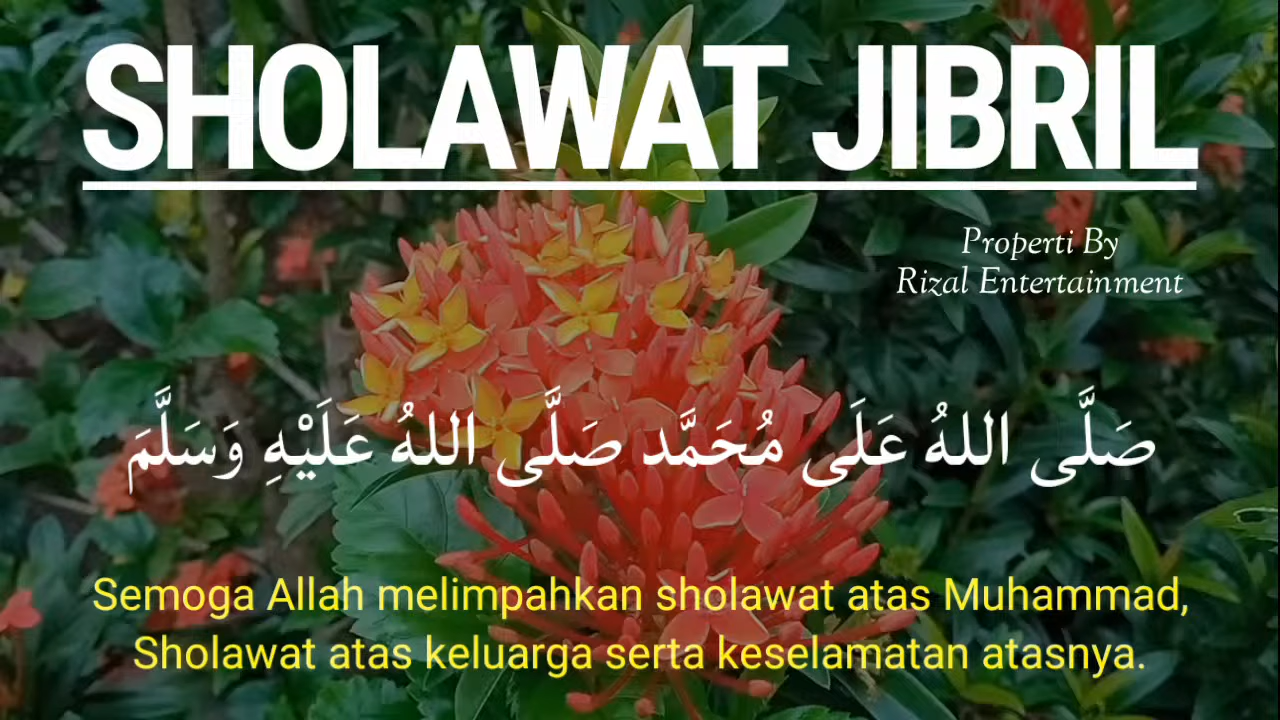 SHOLAWAT JIBRIL
Properti By
Rizal Entertainment
صَلَّى اللهُ عَلَى مُحَمَّد صَلَّى اللهُ عَلَيْهِ وَسَلَّمَ
Semoga Allah melimpahkan sholawat atas Muhammad,
Sholawat atas keluarga serta keselamatan atasnya.